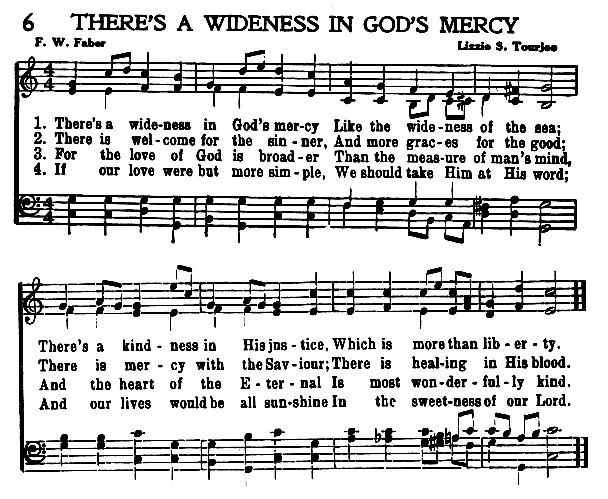 6 THERE'S A WIDENESS IN GOD'S MERCY
F. W. Faber Lizzie S. Tourjee
1. There's a wide-ness in God's mer-cy Like the wide-ness of the sea;
2. There is wel-come for the sin-ner, And more grac-es for the good;
3. For the love of God is broad-er Than the meas-ure of man's mind,
4. If our love were but more sim-ple, We should take Him at His word;
There's a kind-ness in His jus-tice, Which is more than lib-er-ty.
There is mer-cy with the Sav-iour; There is heal-ing in His blood.
And the heart of the E-ter-nal Is most won-der-ful-ly kind.
And our lives would be all sun-shine In the sweet-ness of our Lord.